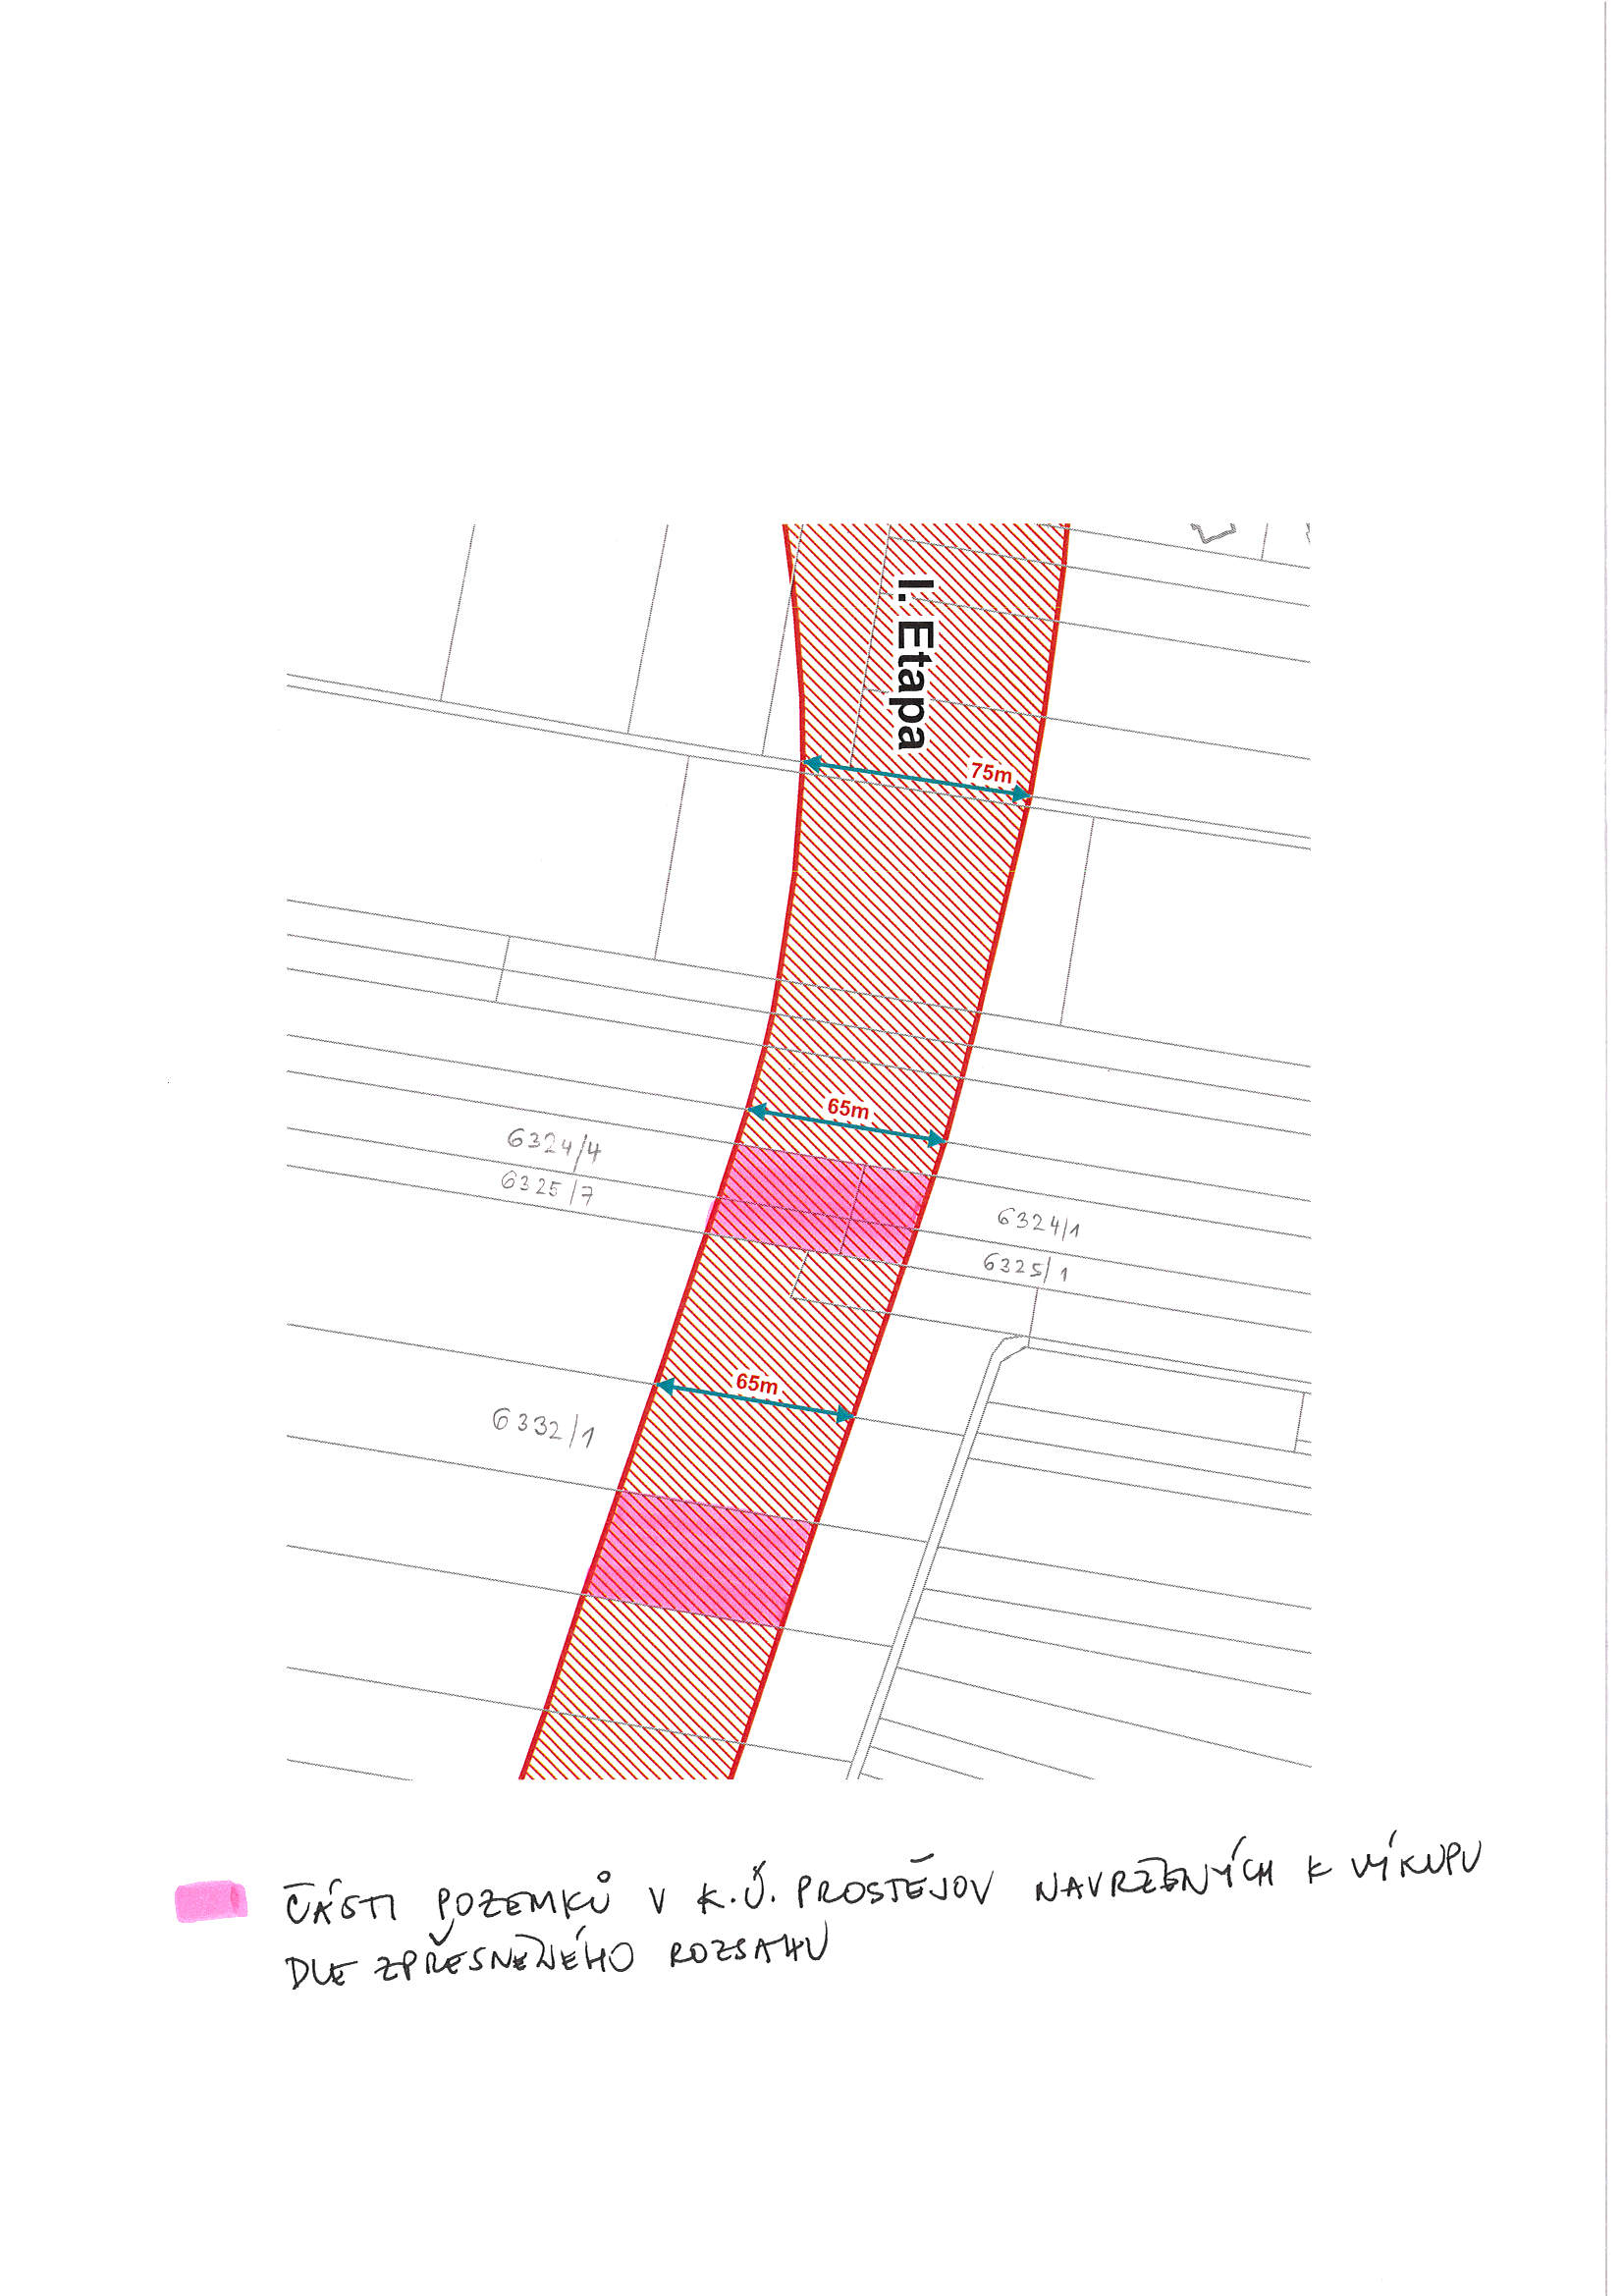 I. Etapa
75m
65m
6324/4
6325/7
6324/1
6325/1
65m
6332/1
ČÁSTI POZEMKŮ V K.Ú. PROSTĚJOV NAVRŽENÝCH K VÝKUPU
DLE ZPŘESNĚNÉHO ROZSAHU